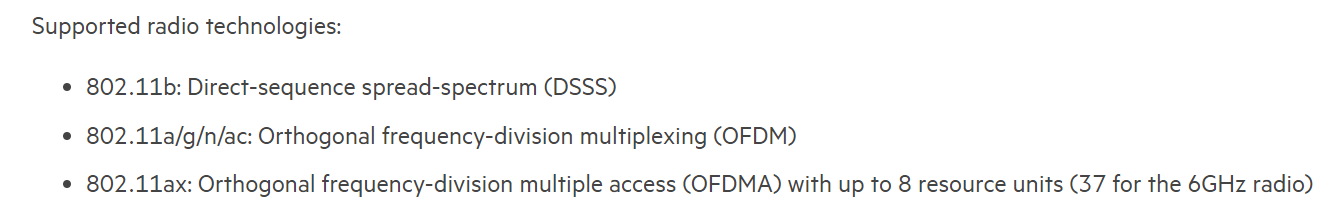 Supported radio technologies:
• 802.11b: Direct-sequence spread-spectrum (DSSS)
• 802.11a/g/n/ac: Orthogonal frequency-division multiplexing (OFDM)
• 802.11ax: Orthogonal frequency-division multiple access (OFDMA) with up to 8 resource units (37 for the 6GHz radio)